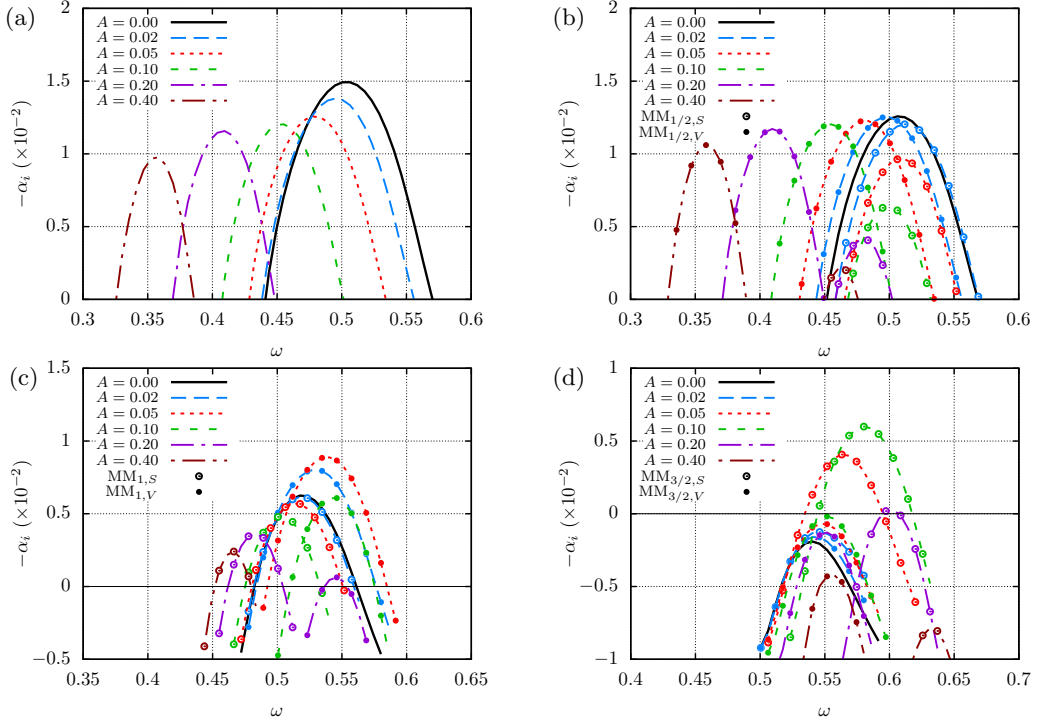 (a)
A = 0.00
A = 0.02
A = 0.05
A = 0.10
A = 0.20
A = 0.40
−αi (×10−2)
2
1.5
1
0.5
0
0.3 0.35 0.4 0.45 0.5 0.55 0.6
ω
(b)
A = 0.00
A = 0.02
A = 0.05
A = 0.10
A = 0.20
A = 0.40
MM1/2,S
MM1/2,V
−αi (×10−2)
2
1.5
1
0.5
0
0.3 0.35 0.4 0.45 0.5 0.55 0.6
ω
(c)
A = 0.00
A = 0.02
A = 0.05
A = 0.10
A = 0.20
A = 0.40
MM1,S
MM1,V
−αi (×10−2)
1.5
1
0.5
0
−0.5
0.35 0.4 0.45 0.5 0.55 0.6 0.65
ω
(d)
A = 0.00
A = 0.02
A = 0.05
A = 0.10
A = 0.20
A = 0.40
MM3/2,S
MM3/2,V
−αi (×10−2)
1
0.5
0
−0.5
−1
0.4 0.45 0.5 0.55 0.6 0.65 0.7
ω